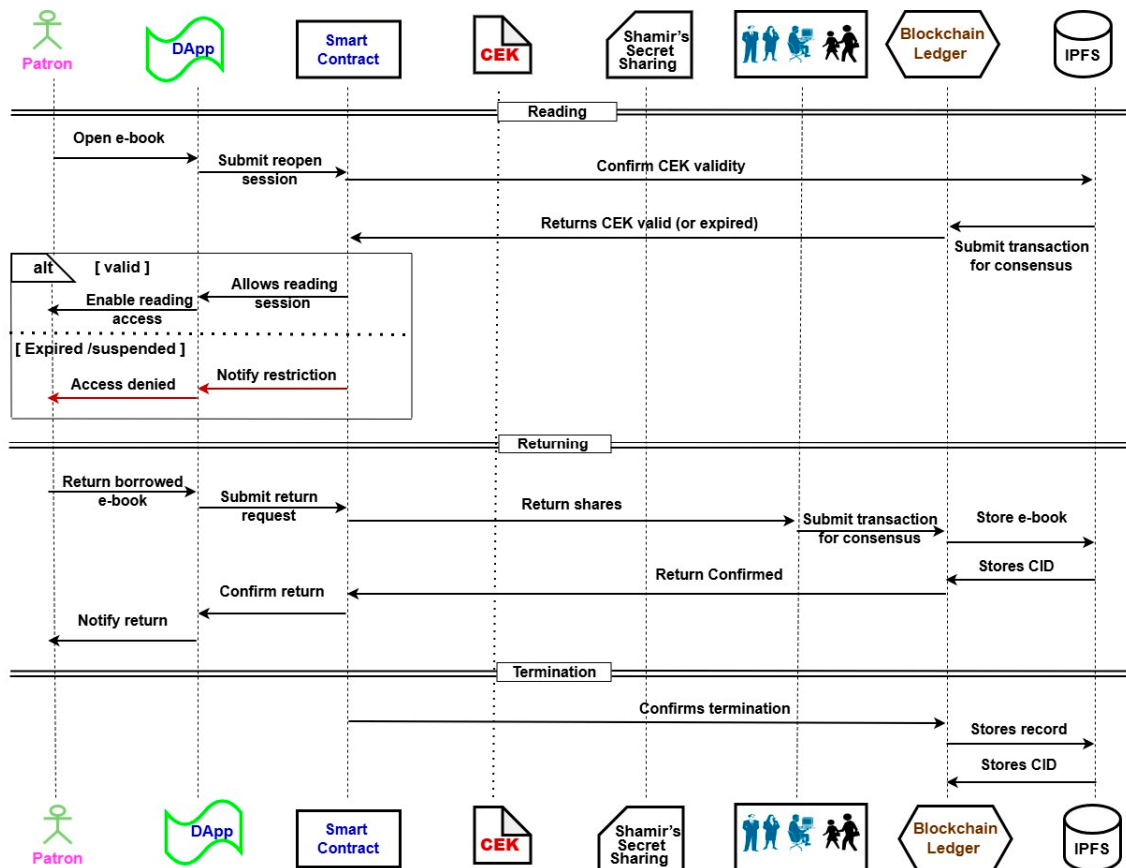 Patron
DApp
Smart
Contract
CEK
Shamir's
Secret
Sharing
Blockchain
Ledger
IPFS
Reading
Open e-book
Submit reopen
session
Confirm CEK validity
Returns CEK valid (or expired)
Submit transaction
for consensus
alt
[ valid ]
Allows reading
session
Enable reading
access
[ Expired /suspended ]
Notify restriction
Access denied
Returning
Return borrowed
e-book
Submit return
request
Return shares
Submit transaction
for consensus
Store e-book
Stores CID
Return Confirmed
Confirm return
Notify return
Termination
Confirms termination
Stores record
Stores CID
Patron
DApp
Smart
Contract
CEK
Shamir's
Secret
Sharing
Blockchain
Ledger
IPFS